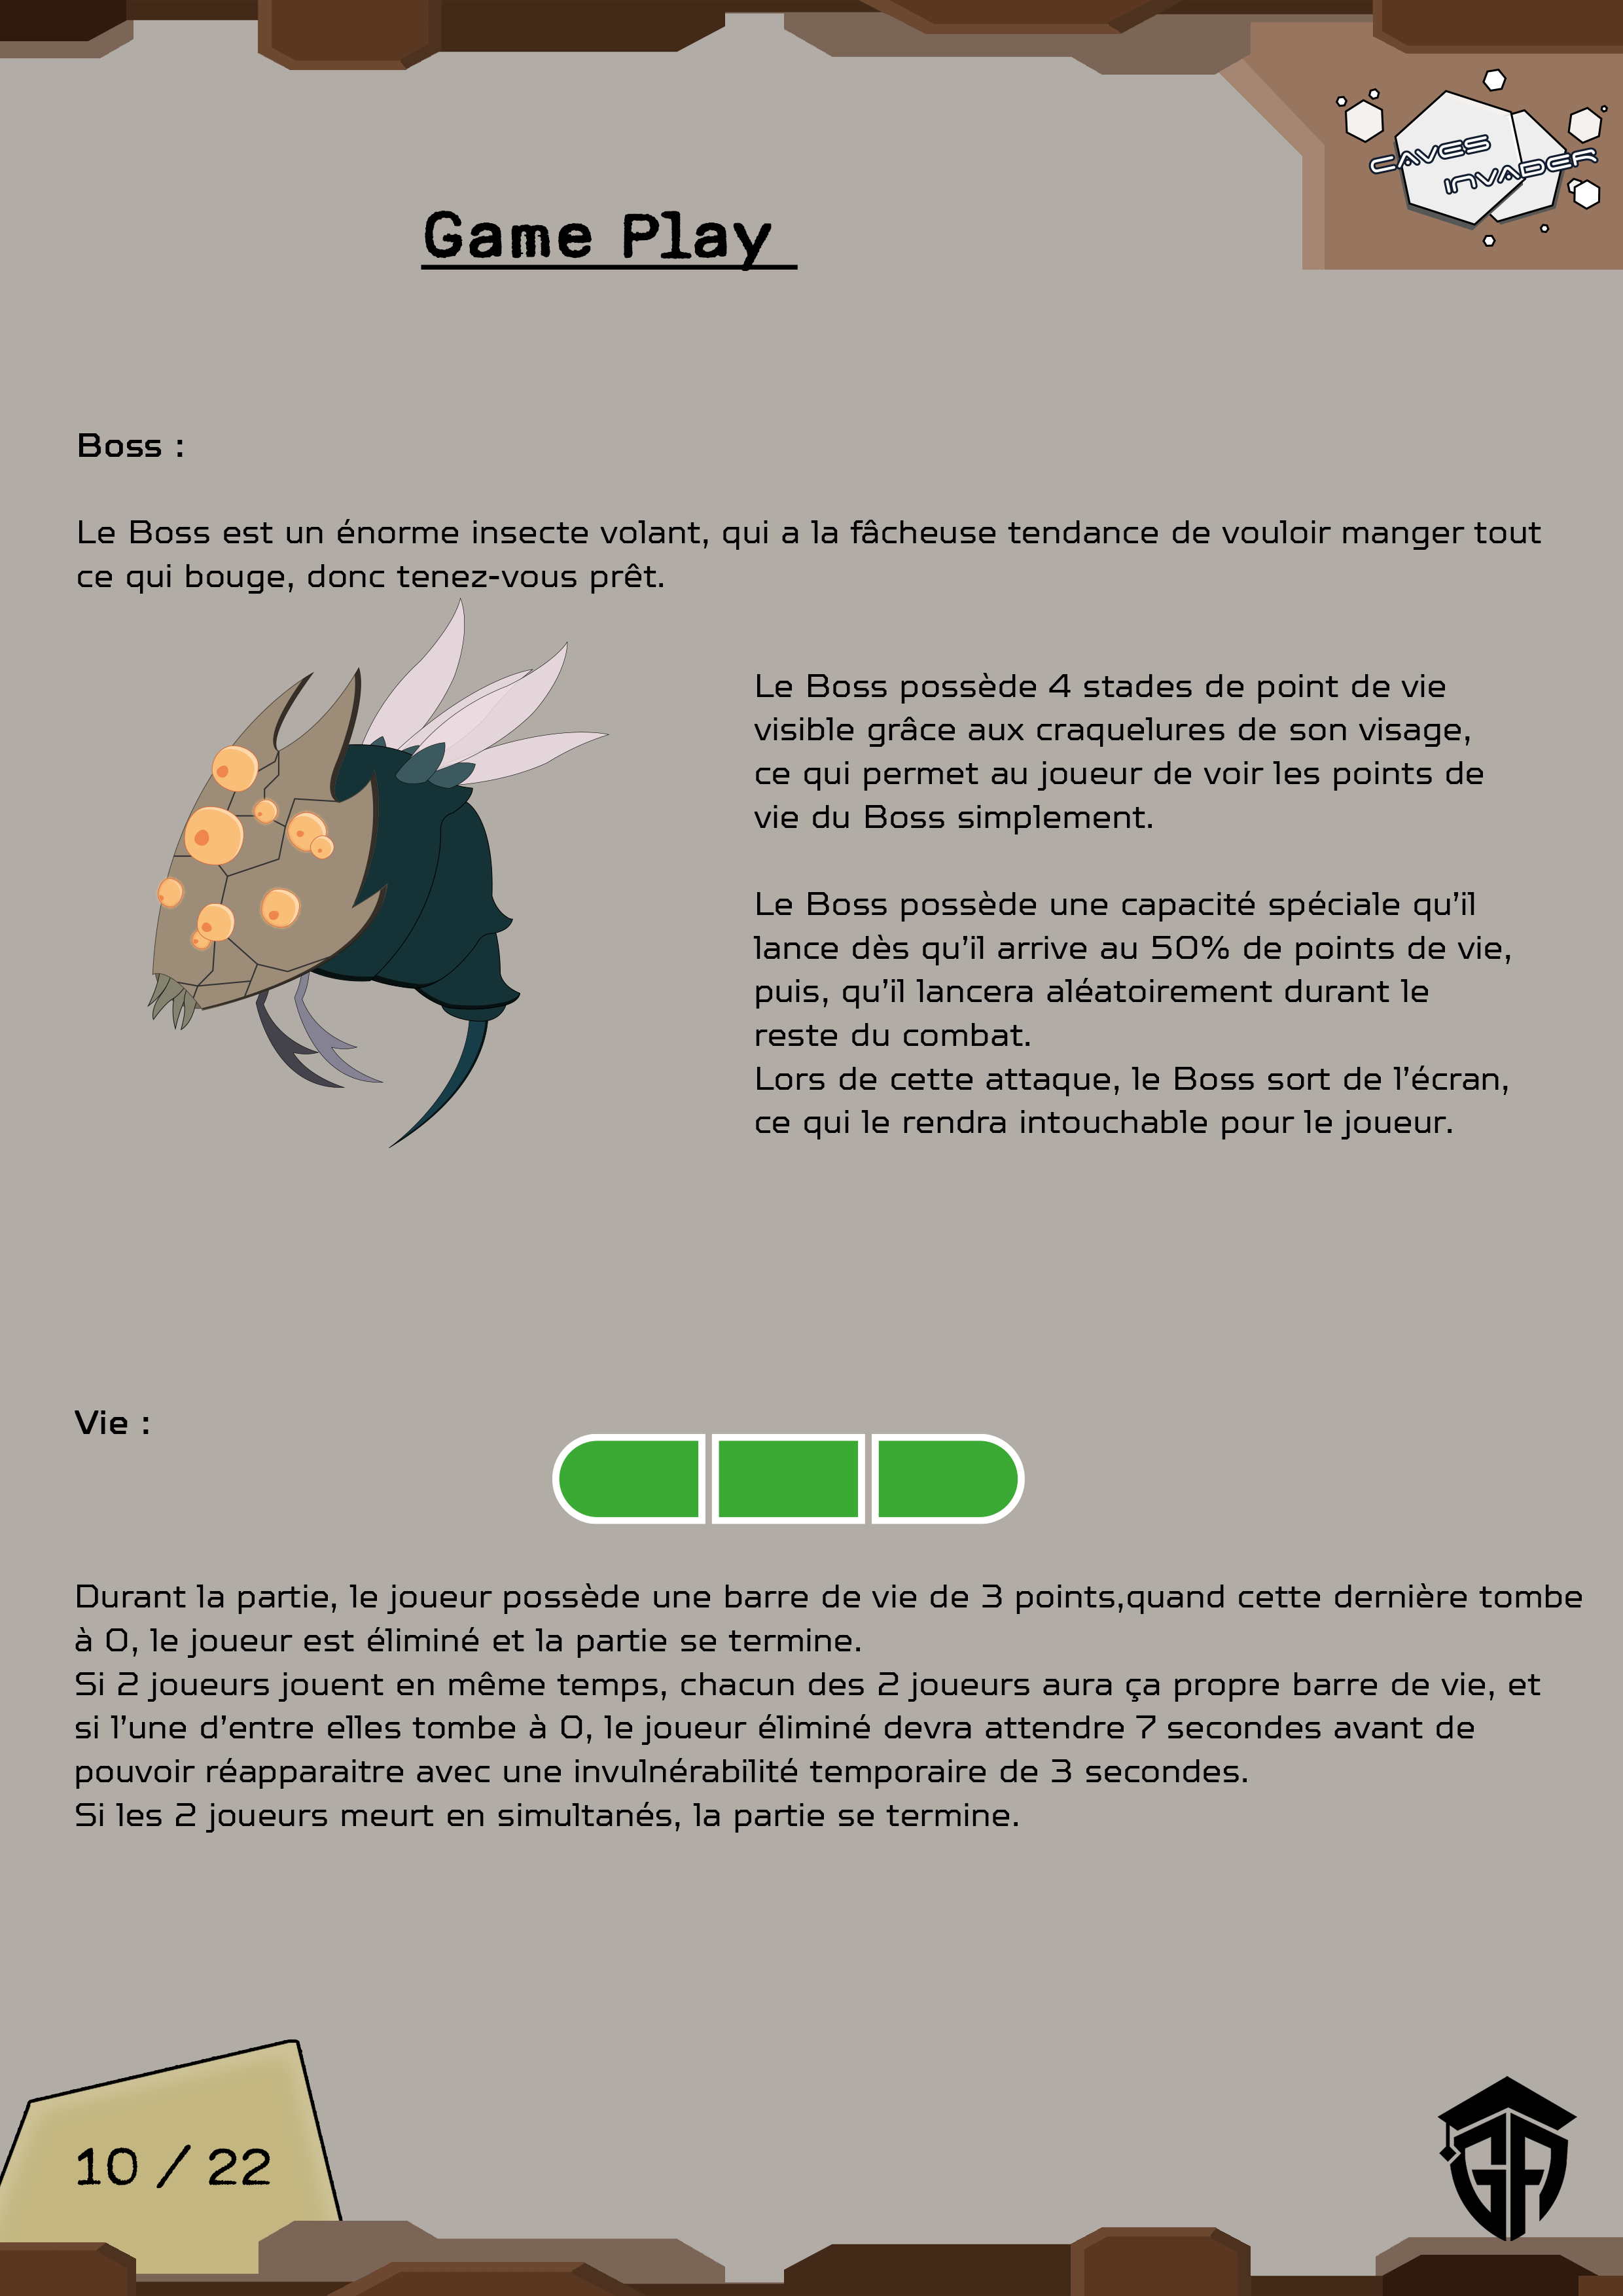 CAVES
INVADER
Game Play
Boss :
Le Boss est un énorme insecte volant, qui a la fâcheuse tendance de vouloir manger tout
ce qui bouge, donc tenez-vous prêt.
Le Boss possède 4 stades de point de vie
visible grâce aux craquelures de son visage,
ce qui permet au joueur de voir les points de
vie du Boss simplement.
Le Boss possède une capacité spéciale qu’il
lance dès qu’il arrive au 50% de points de vie,
puis, qu’il lancera aléatoirement durant le
reste du combat.
Lors de cette attaque, le Boss sort de l’écran,
ce qui le rendra intouchable pour le joueur.
Vie :
Durant la partie, le joueur possède une barre de vie de 3 points,quand cette dernière tombe
à 0, le joueur est éliminé et la partie se termine.
Si 2 joueurs jouent en même temps, chacun des 2 joueurs aura ça propre barre de vie, et
si l’une d’entre elles tombe à 0, le joueur éliminé devra attendre 7 secondes avant de
pouvoir réapparaitre avec une invulnérabilité temporaire de 3 secondes.
Si les 2 joueurs meurt en simultanés, la partie se termine.
10 / 22
GA